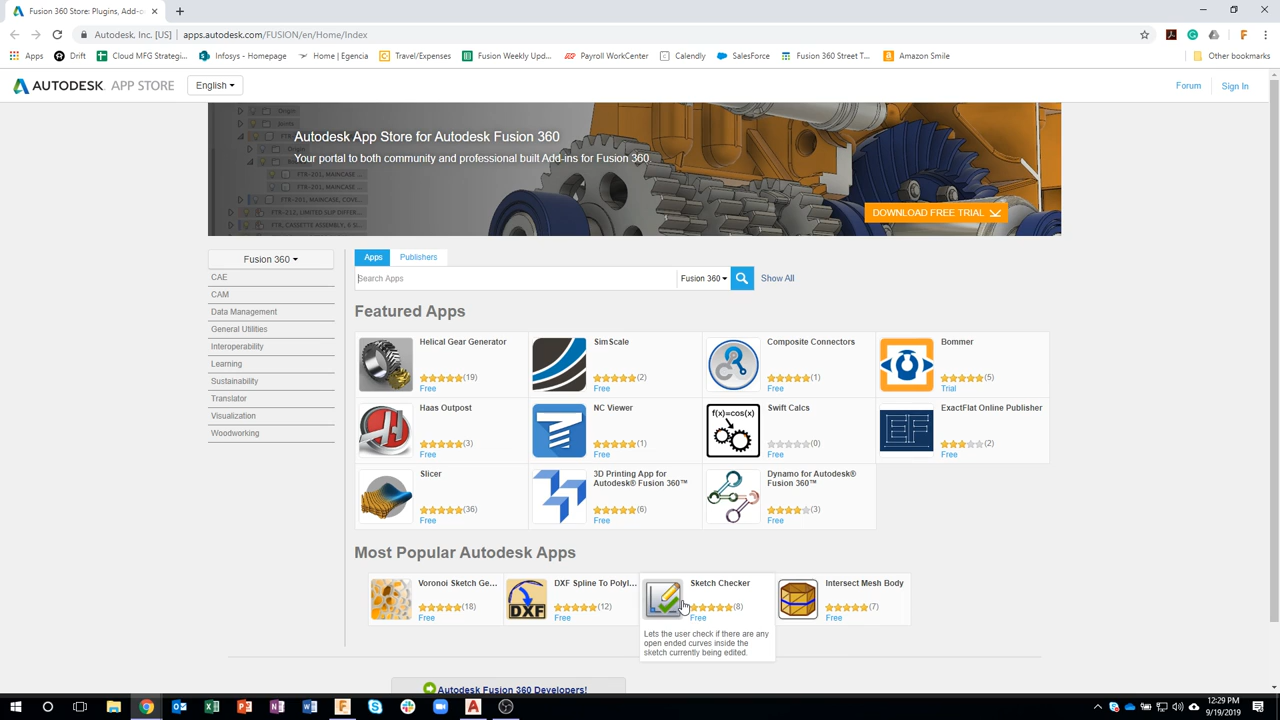 Fusion 360 Store: Plugins, Add-o
Autodesk, Inc. [US] | apps.autodesk.com/FUSION/en/Home/Index
Apps Drift Cloud MFG Strategi... Infosys - Homepage Home | Egencia Travel/Expenses Fusion Weekly Upd... Payroll WorkCenter Calendly SalesForce Fusion 360 Street T... Amazon Smile Other bookmarks
AUTODESK. APP STORE English Forum Sign In
Autodesk App Store for Autodesk Fusion 360
Your portal to both community and professional built Add-ins for Fusion 360
DOWNLOAD FREE TRIAL
Fusion 360
CAE
CAM
Data Management
General Utilities
Interoperability
Learning
Sustainability
Translator
Visualization
Woodworking
Apps Publishers
Search Apps Fusion 360 Show All
Featured Apps
Helical Gear Generator
(19)
Free
SimScale
(2)
Free
Composite Connectors
(1)
Free
Bommer
(5)
Trial
Haas Outpost
(3)
Free
NC Viewer
(1)
Free
f(x)=cos(x)
Swift Calcs
(0)
Free
EF
ExactFlat Online Publisher
(2)
Free
Slicer
(36)
Free
3D Printing App for
Autodesk® Fusion 360™
(6)
Free
Dynamo for Autodesk®
Fusion 360™
(3)
Free
Most Popular Autodesk Apps
Voronoi Sketch Ge...
(18)
Free
DXF
DXF Spline To Polyl...
(12)
Free
Sketch Checker
(8)
Free
Lets the user check if there are any
open ended curves inside the
sketch currently being edited.
Intersect Mesh Body
(7)
Free
Autodesk Fusion 360 Developers!
12:29 PM
9/19/2019